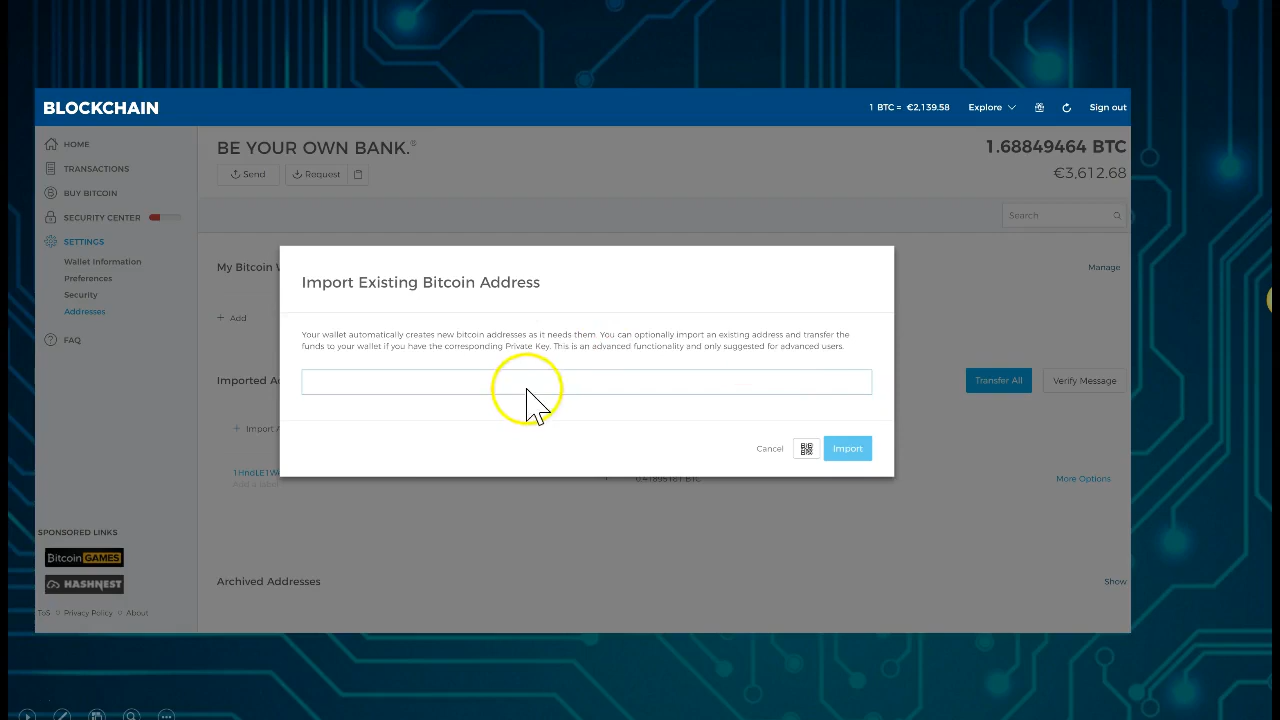 BLOCKCHAIN
1 BTC = €2,139.58
Explore
Sign out
HOME
TRANSACTIONS
BUY BITCOIN
SECURITY CENTER
SETTINGS
Wallet Information
Preferences
Security
Addresses
FAQ
SPONSORED LINKS
Bitcoin GAMES
HASHNEST
ToS
Privacy Policy
About
BE YOUR OWN BANK.®
1.68849464 BTC
€3,612.68
Send
Request
Search
My Bitcoin
Manage
+ Add
Imported
Transfer All
Verify Message
+ Import
Add a label
More Options
Archived Addresses
Show
Import Existing Bitcoin Address
Your wallet automatically creates new bitcoin addresses as it needs them. You can optionally import an existing address and transfer the
funds to your wallet if you have the corresponding Private Key. This is an advanced functionality and only suggested for advanced users.
Cancel
Import